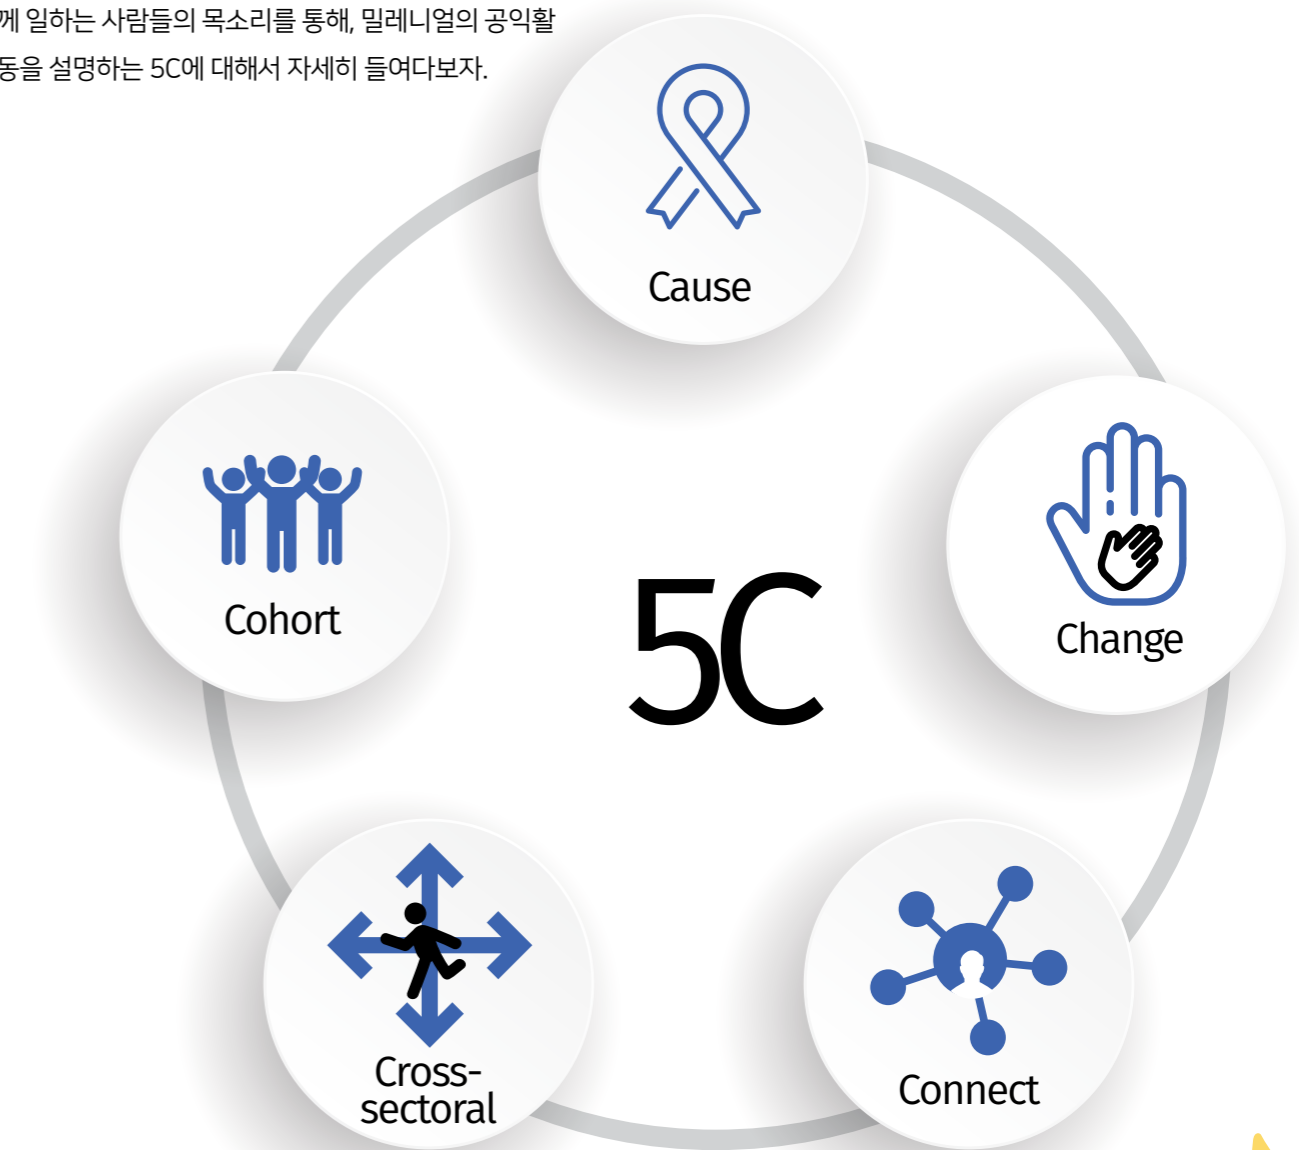 께 일하는 사람들의 목소리를 통해, 밀레니얼의 공익활
동을 설명하는 5C에 대해서 자세히 들여다보자.
Cause
Cohort
5C
Change
Cross-
sectoral
Connect